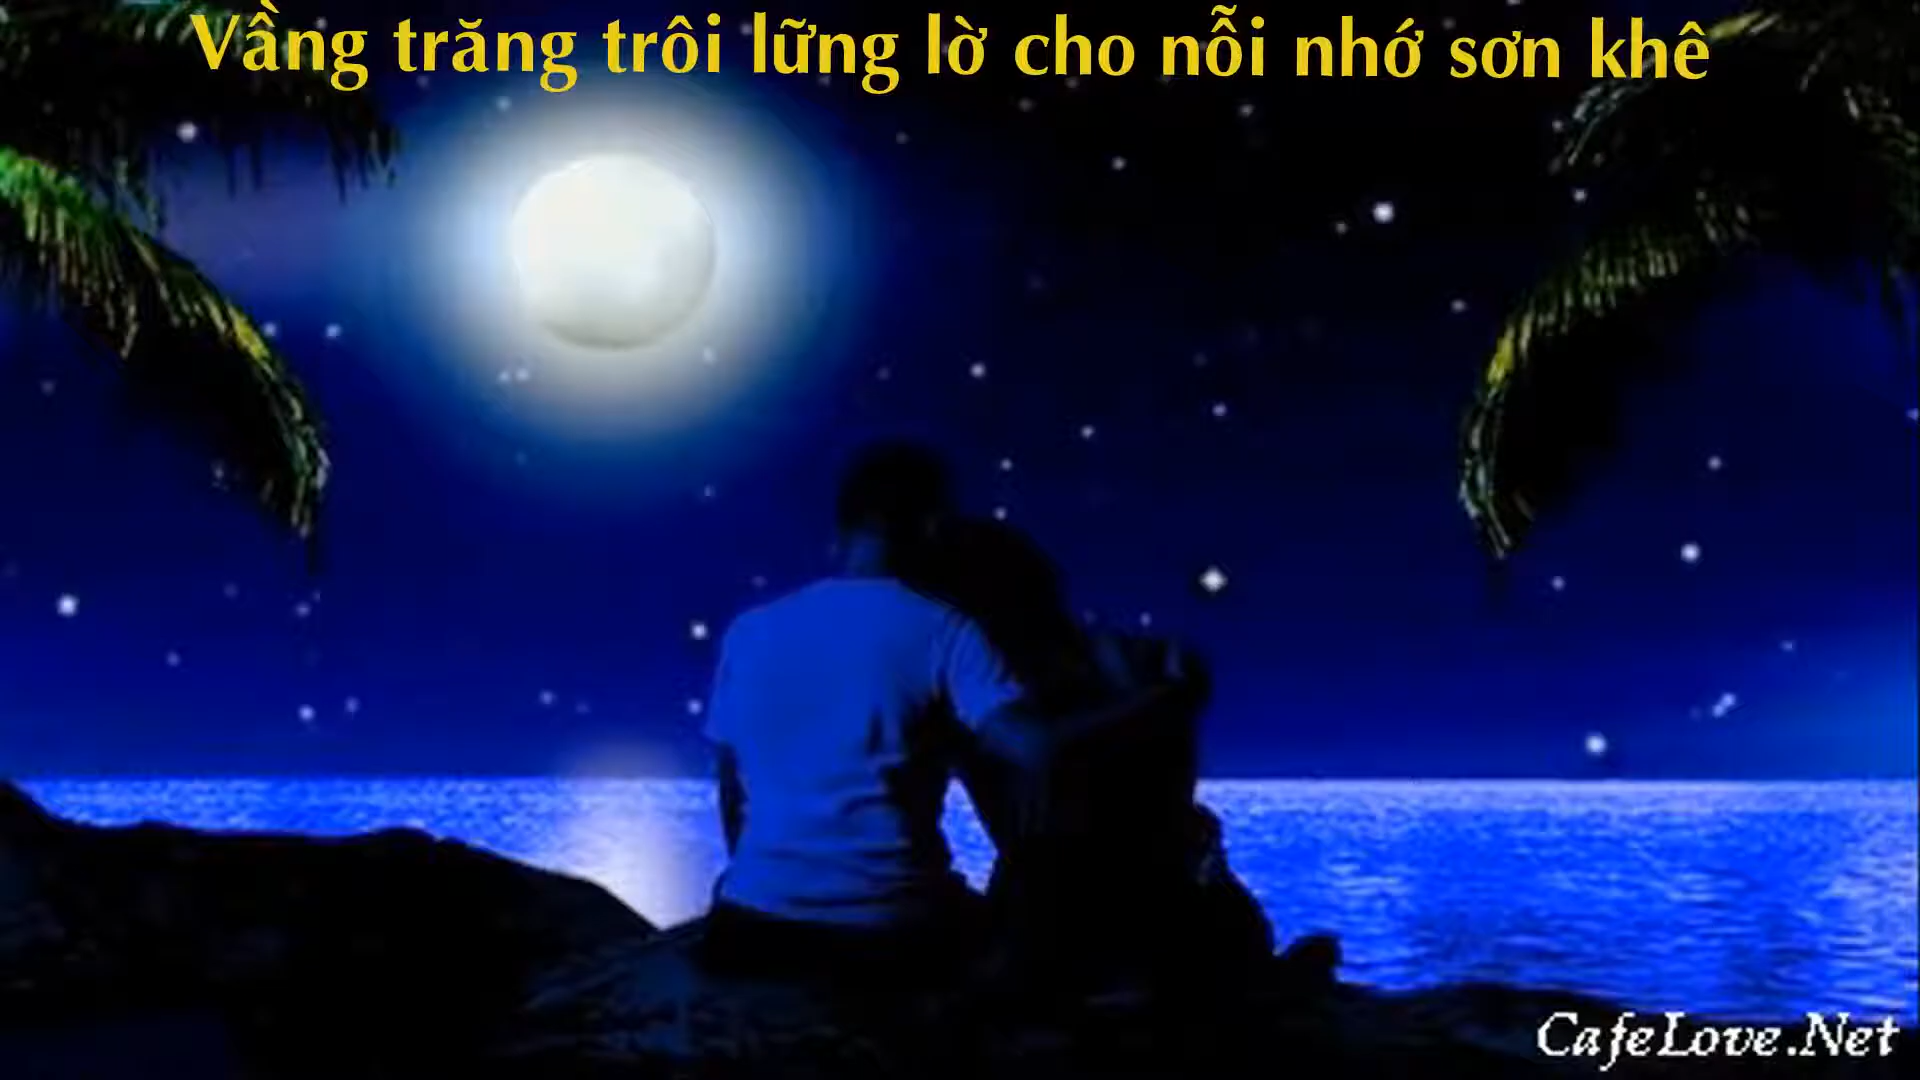 Vầng trăng trôi lững lờ cho nỗi nhớ sơn khê
CafeLove.Net